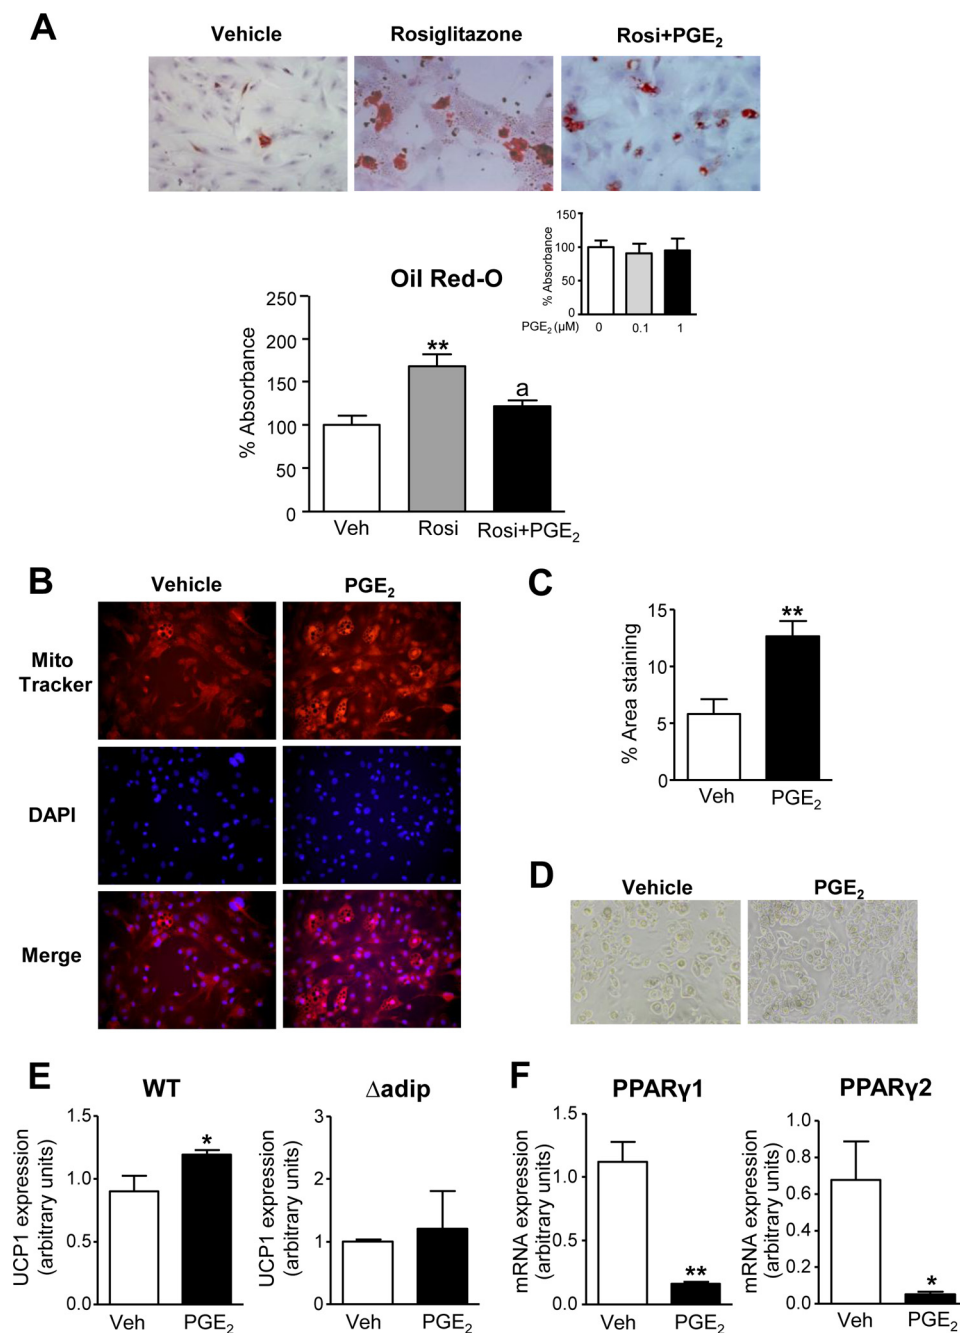 A
Vehicle
Rosiglitazone
Rosi+PGE₂
150
100
50
0
% Absorbance
PGE₂ (μM)
0
0.1
1
Oil Red-O
250
200
150
100
50
0
% Absorbance
**
a
Veh
Rosi
Rosi+PGE₂
B
Vehicle
PGE₂
Mito
Tracker
DAPI
Merge
C
15
10
5
0
% Area staining
**
Veh
PGE₂
D
Vehicle
PGE₂
E
WT
1.5
1.0
0.5
0.0
UCP1 expression
(arbitrary units)
*
Veh
PGE₂
Δadip
3
2
1
0
UCP1 expression
(arbitrary units)
Veh
PGE₂
F
PPARγ1
1.5
1.0
0.5
0.0
mRNA expression
(arbitrary units)
**
Veh
PGE₂
PPARγ2
1.0
0.8
0.6
0.4
0.2
0.0
mRNA expression
(arbitrary units)
*
Veh
PGE₂